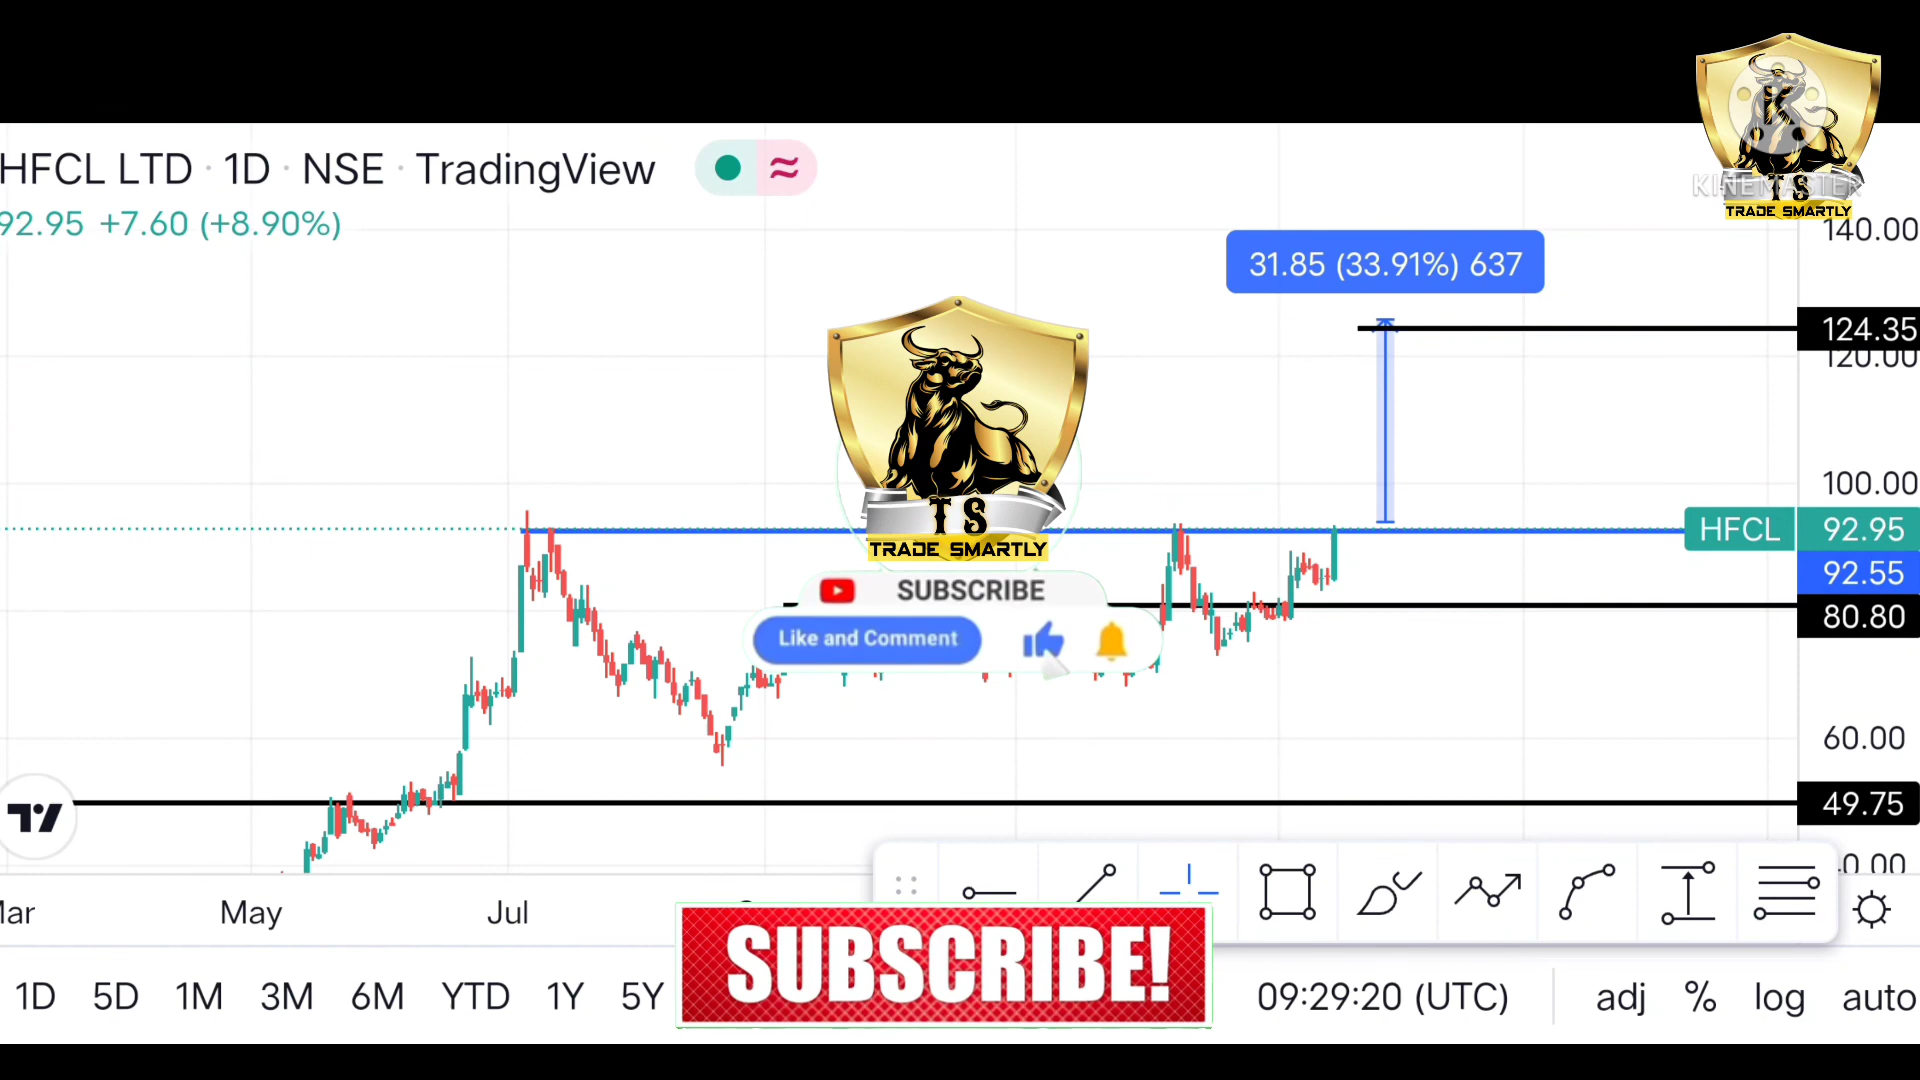 HFCL LTD · 1D · NSE · TradingView
92.95 +7.60 (+8.90%)
KINEMASTER
T S
TRADE SMARTLY
140.00
31.85 (33.91%) 637
124.35
120.00
100.00
T S
TRADE SMARTLY
HFCL 92.95
92.55
80.80
SUBSCRIBE
Like and Comment
60.00
49.75
May
Jul
SUBSCRIBE!
1D 5D 1M 3M 6M YTD 1Y 5Y
09:29:20 (UTC)
adj % log auto